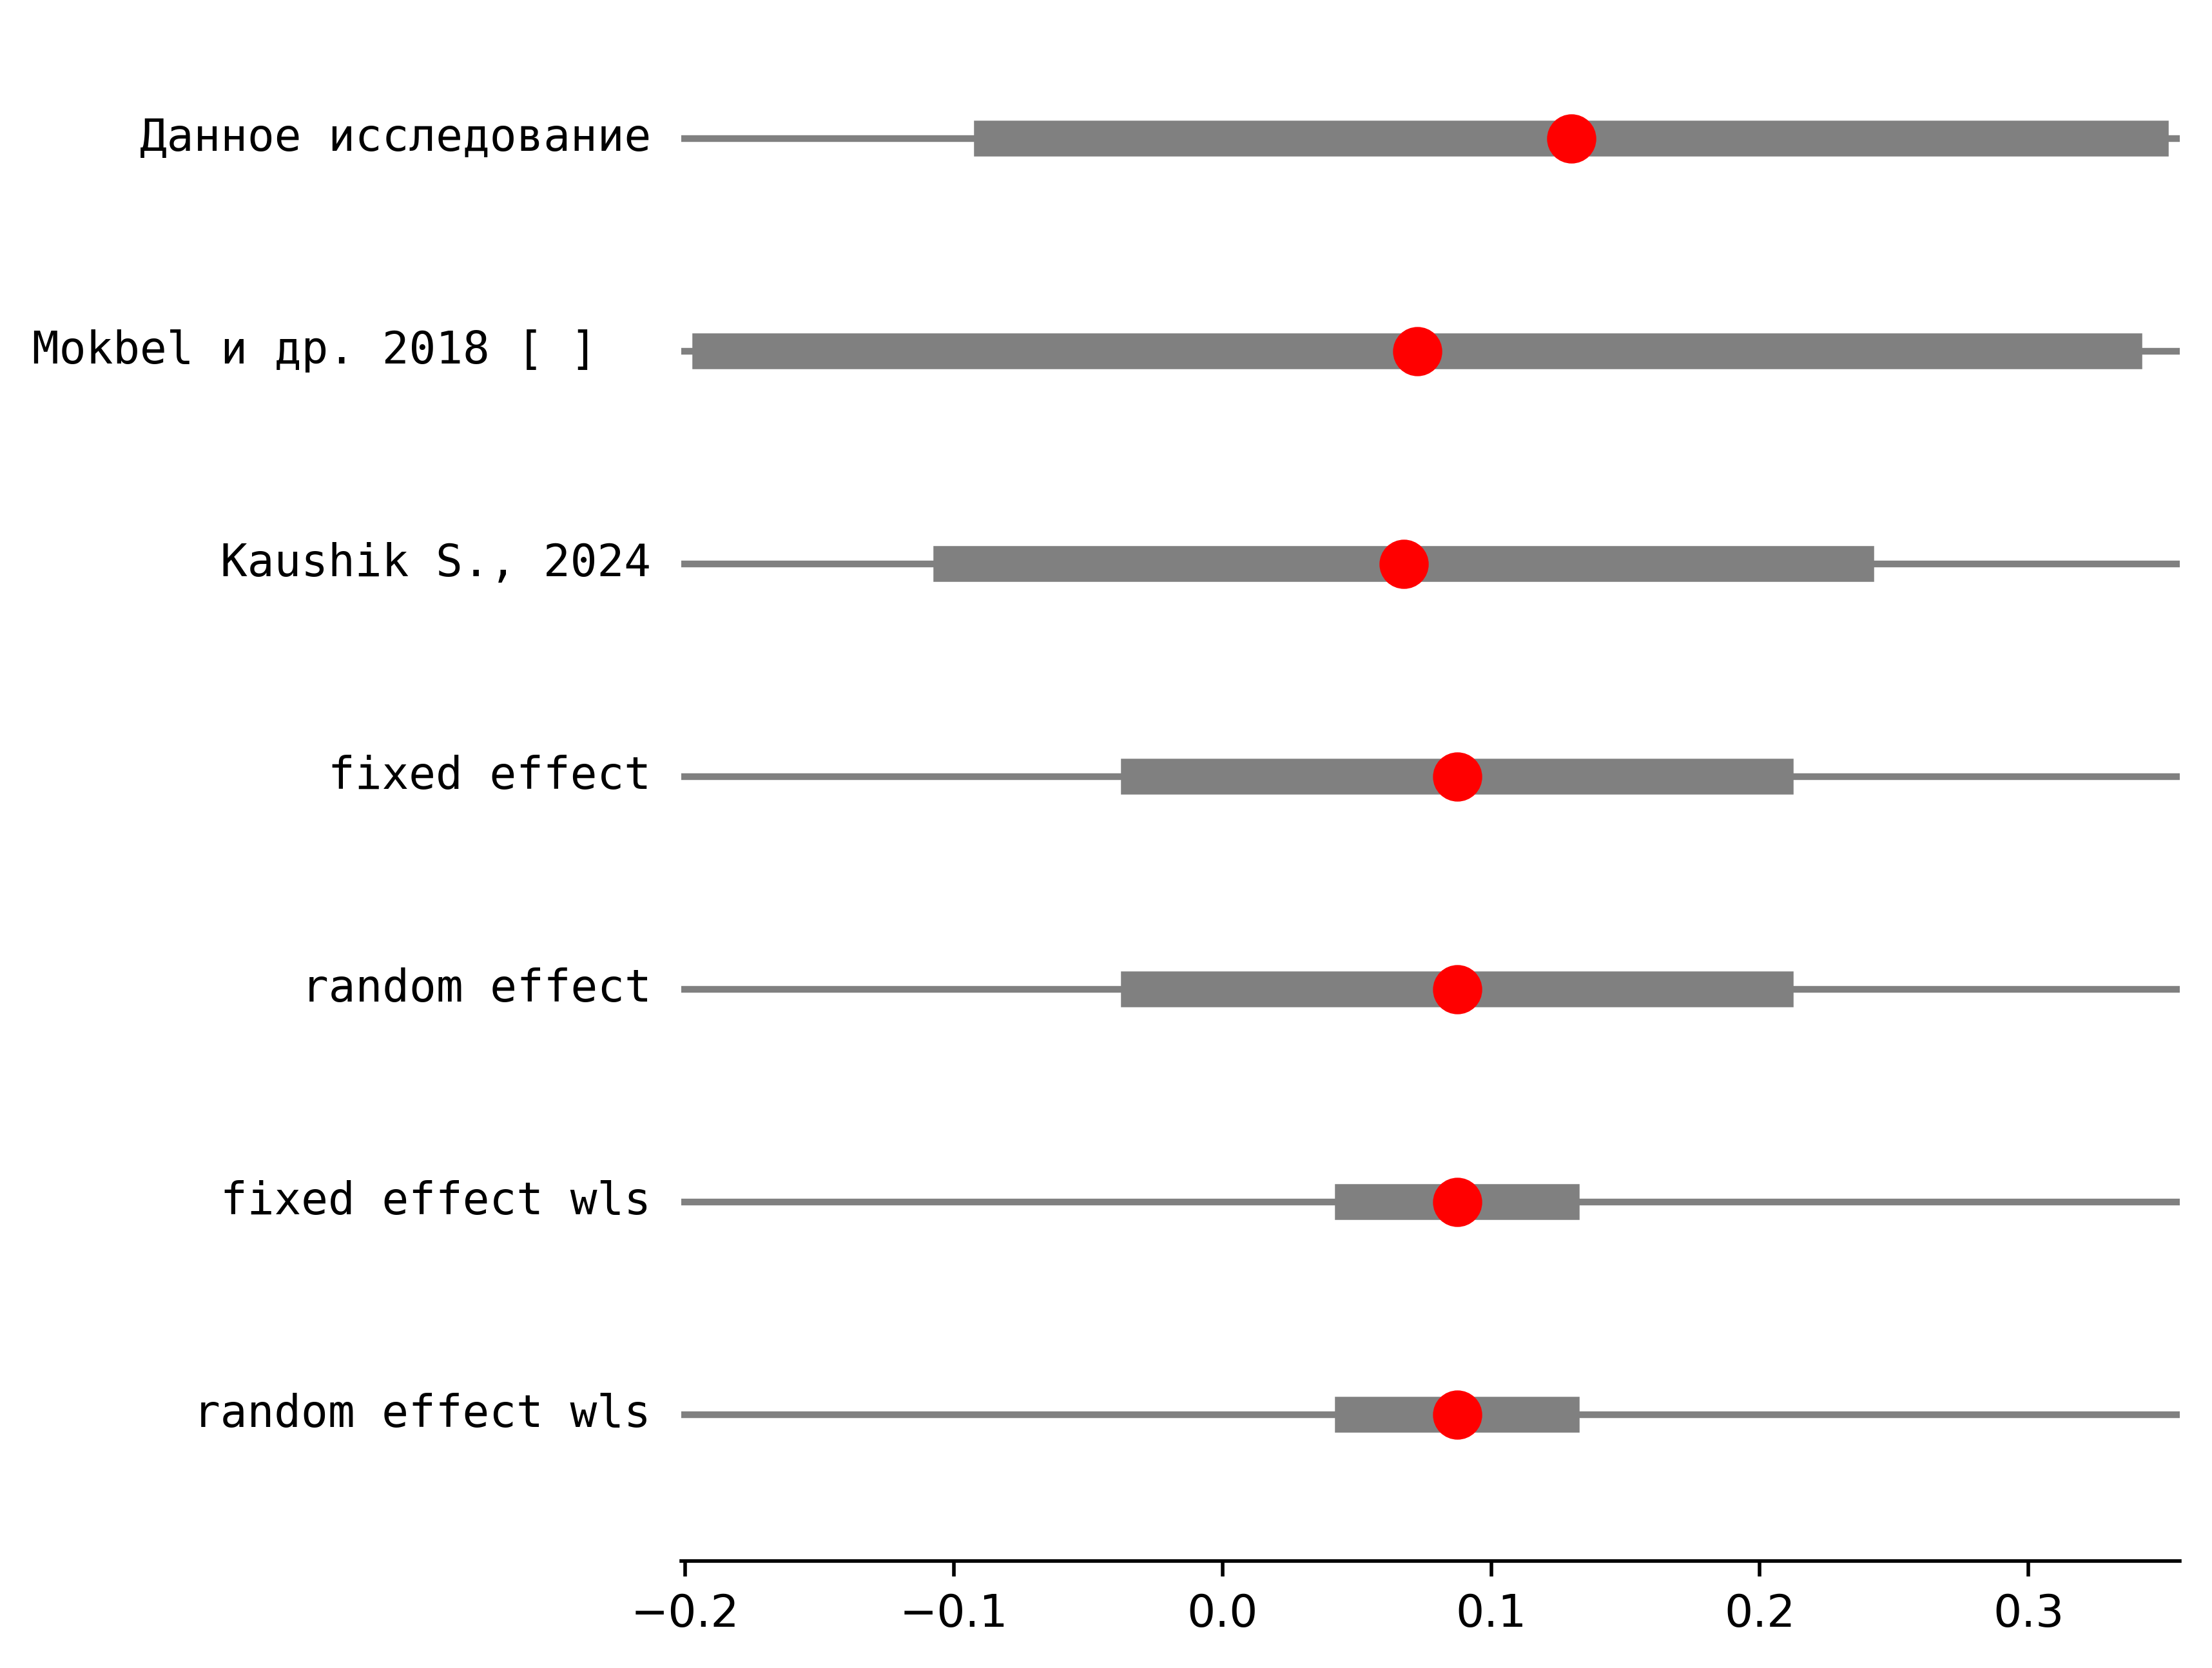 Данное исследование
Mokbel и др. 2018 [ ]
Kaushik S., 2024
fixed effect
random effect
fixed effect wls
random effect wls
−0.2 −0.1 0.0 0.1 0.2 0.3